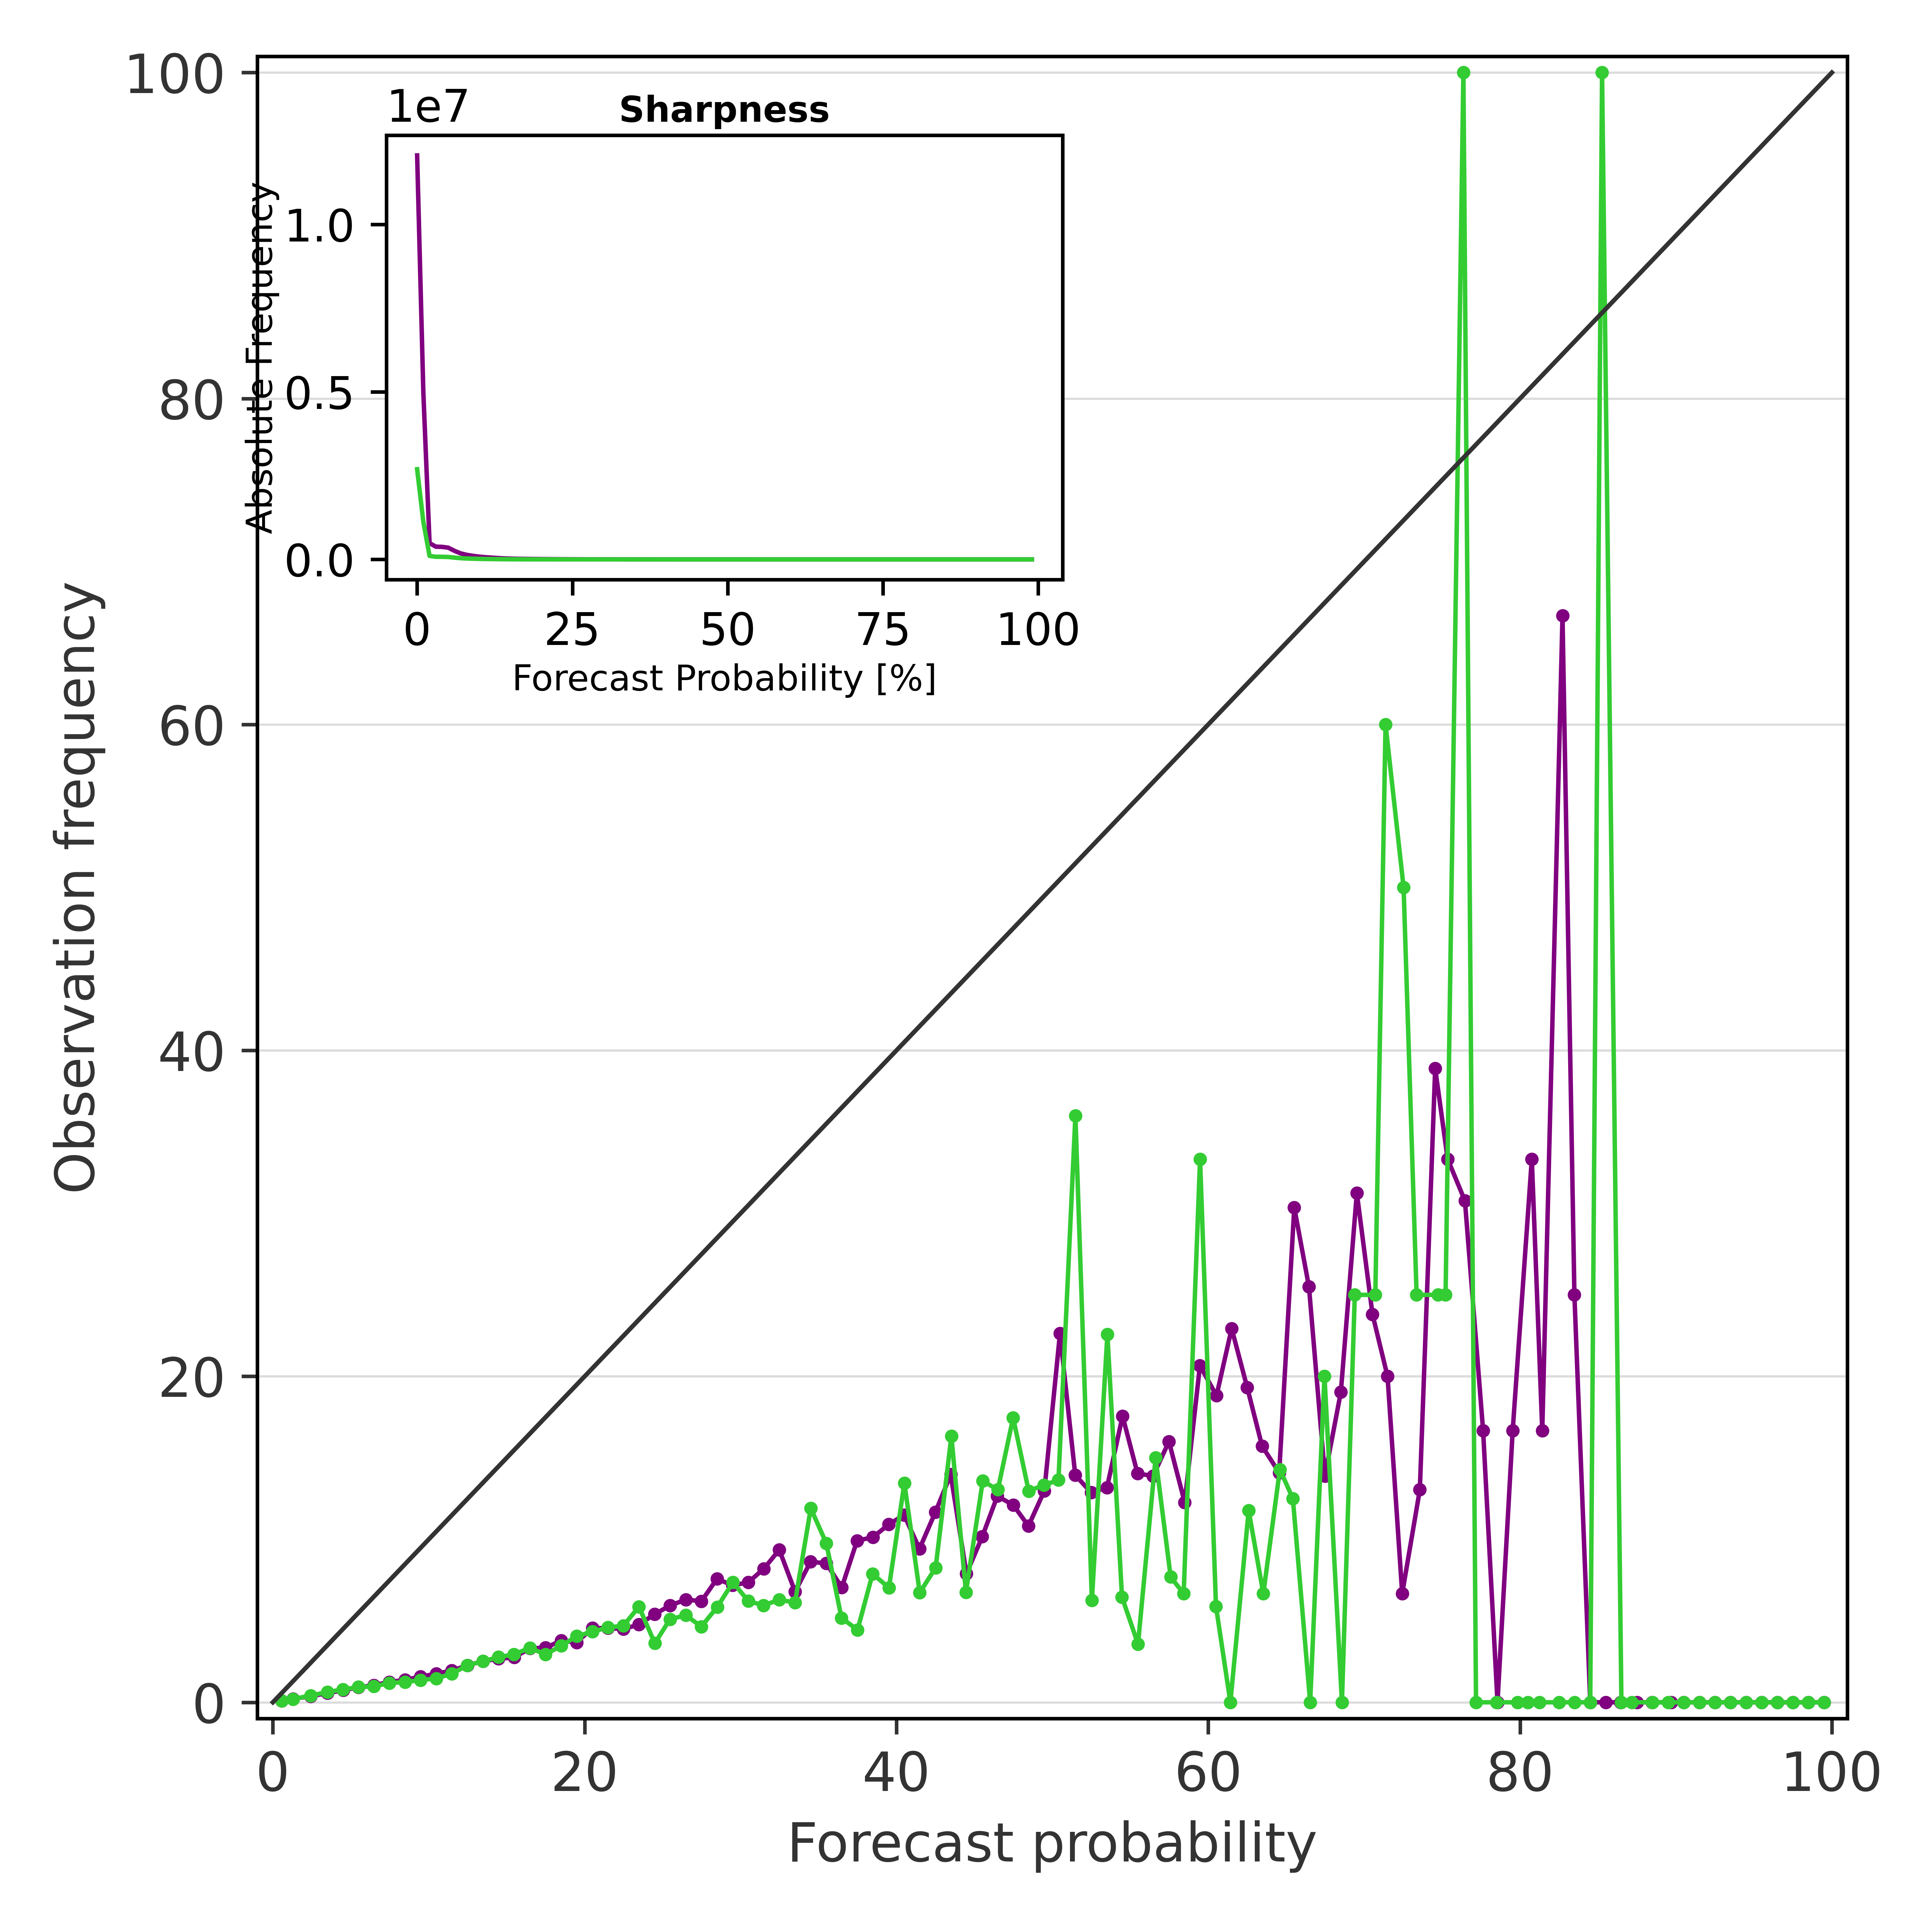 100
80
60
40
20
0
Observation frequency
1e7
Sharpness
1.0
0.5
0.0
Absolute Frequency
0 25 50 75 100
Forecast Probability [%]
0 20 40 60 80 100
Forecast probability